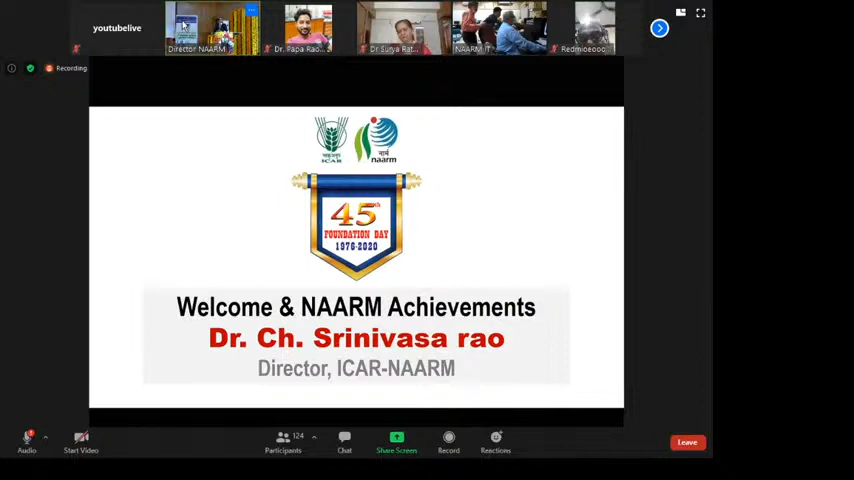 youtubelive
Director NAARM
Dr. Papa Rao...
Dr Surya Rat...
NAARM IT
Recording
ICAR
नार्म
naarm
45th
FOUNDATION DAY
1976-2020
Welcome & NAARM Achievements
Dr. Ch. Srinivasa rao
Director, ICAR-NAARM
Audio
Start Video
124
Participants
Chat
Share Screen
Record
Reactions
Leave